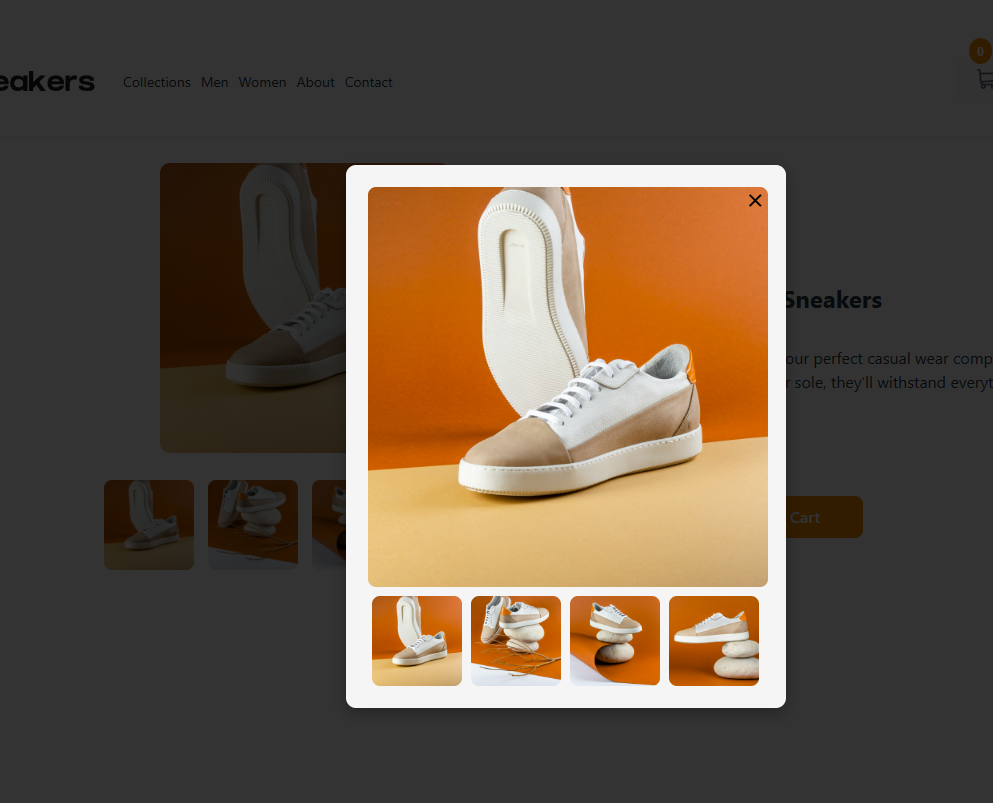 eakers
Collections Men Women About Contact
0
Sneakers
our perfect casual wear comp
r sole, they'll withstand everyt
Cart